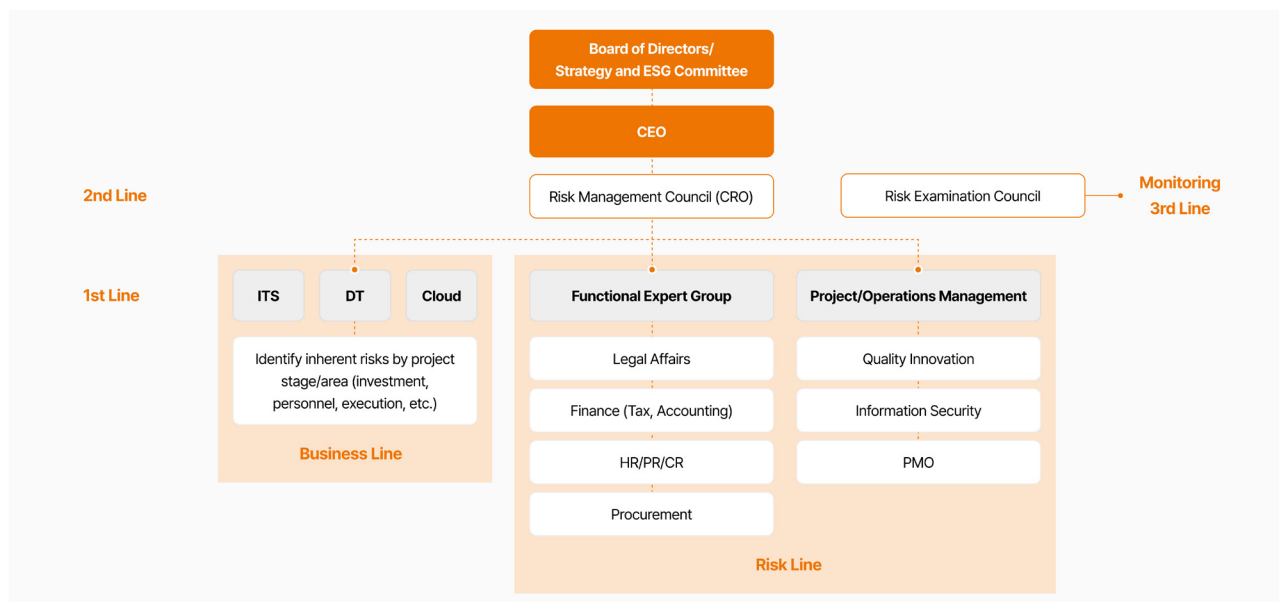 Board of Directors/
Strategy and ESG Committee
CEO
2nd Line
Risk Management Council (CRO)
Risk Examination Council
Monitoring
3rd Line
1st Line
ITS
DT
Cloud
Functional Expert Group
Project/Operations Management
Identify inherent risks by project
stage/area (investment,
personnel, execution, etc.)
Business Line
Legal Affairs
Finance (Tax, Accounting)
HR/PR/CR
Procurement
Quality Innovation
Information Security
PMO
Risk Line